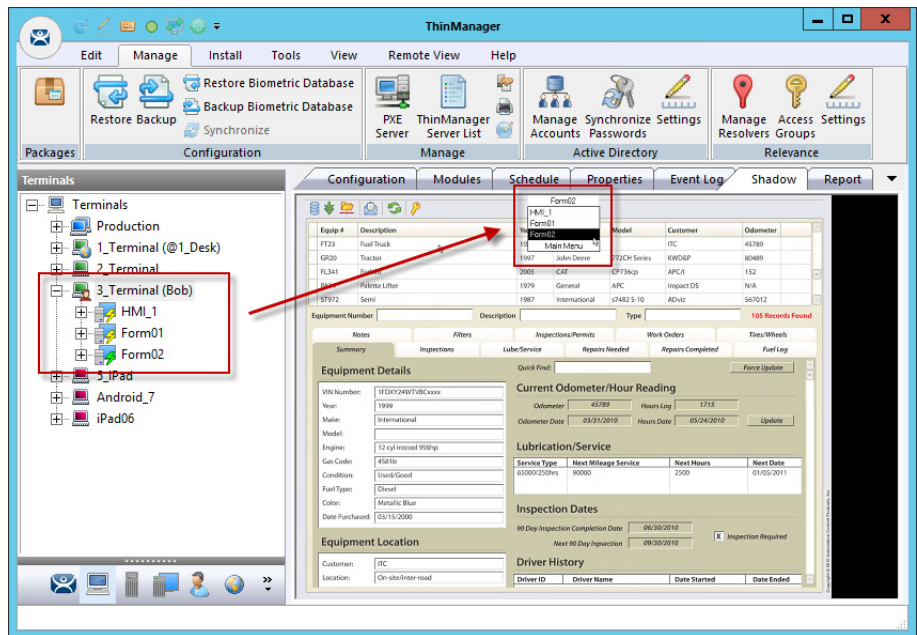 ThinManager
Edit Manage Install Tools View Remote View Help
Restore Biometric Database
Backup Biometric Database
Synchronize
Restore Backup
PXE Server
ThinManager Server List
Manage Accounts
Synchronize Passwords
Settings
Manage Resolvers
Access Groups
Settings
Packages Configuration Manage Active Directory Relevance
Terminals
Configuration Modules Schedule Properties Event Log Shadow Report
Terminals
Production
1_Terminal (@1_Desk)
2_Terminal
3_Terminal (Bob)
HMI_1
Form01
Form02
5_iPad
Android_7
iPad06
Form02
HMI_1
Form01
Form02
Main Menu
Equip # Description Model Customer Odometer
FT23 Fuel Truck ITC 45789
GR20 Tractor 1997 John Deere 772CH Series KWD&P 80489
FL341 2005 CAT CP736cp APC/I 152
Palette Lifter 1979 General APC Impact DS N/A
ST972 Semi 1987 International s7482 S-10 ADviz 567012
Equipment Number Description Type 105 Records Found
Notes Filters Inspections/Permits Work Orders Tires/Wheels
Summary Inspections Lube/Service Repairs Needed Repairs Completed Fuel Log
Equipment Details
VIN Number: 1FDXY24WTVBCxxxx
Year: 1999
Make: International
Model:
Engine: 12 cyl intcool 998hp
Gas Code: 4581b
Condition: Used/Good
Fuel Type: Diesel
Color: Metallic Blue
Date Purchased: 03/15/2000
Equipment Location
Customer: ITC
Location: On-site/inter-road
Quick Find: Force Update
Current Odometer/Hour Reading
Odometer 45789 Hours Log 1715
Odometer Date 03/31/2010 Hours Date 05/24/2010 Update
Lubrication/Service
Service Type Next Mileage Service Next Hours Next Date
65000/250hrs 90000 2500 01/05/2011
Inspection Dates
90 Day Inspection Completion Date 06/30/2010
Next 90 Day Inpsection 09/30/2010
X Inspection Required
Driver History
Driver ID Driver Name Date Started Date Ended